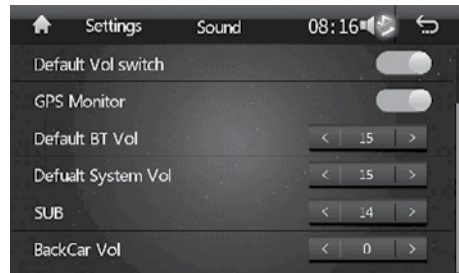 Settings Sound 08:16
Default Vol switch
GPS Monitor
Default BT Vol < 15 >
Defualt System Vol < 15 >
SUB < 14 >
BackCar Vol < 0 >